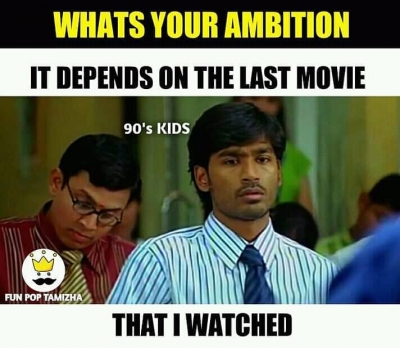 WHATS YOUR AMBITION
IT DEPENDS ON THE LAST MOVIE
90's KIDS
FUN POP TAMIZHA
THAT I WATCHED